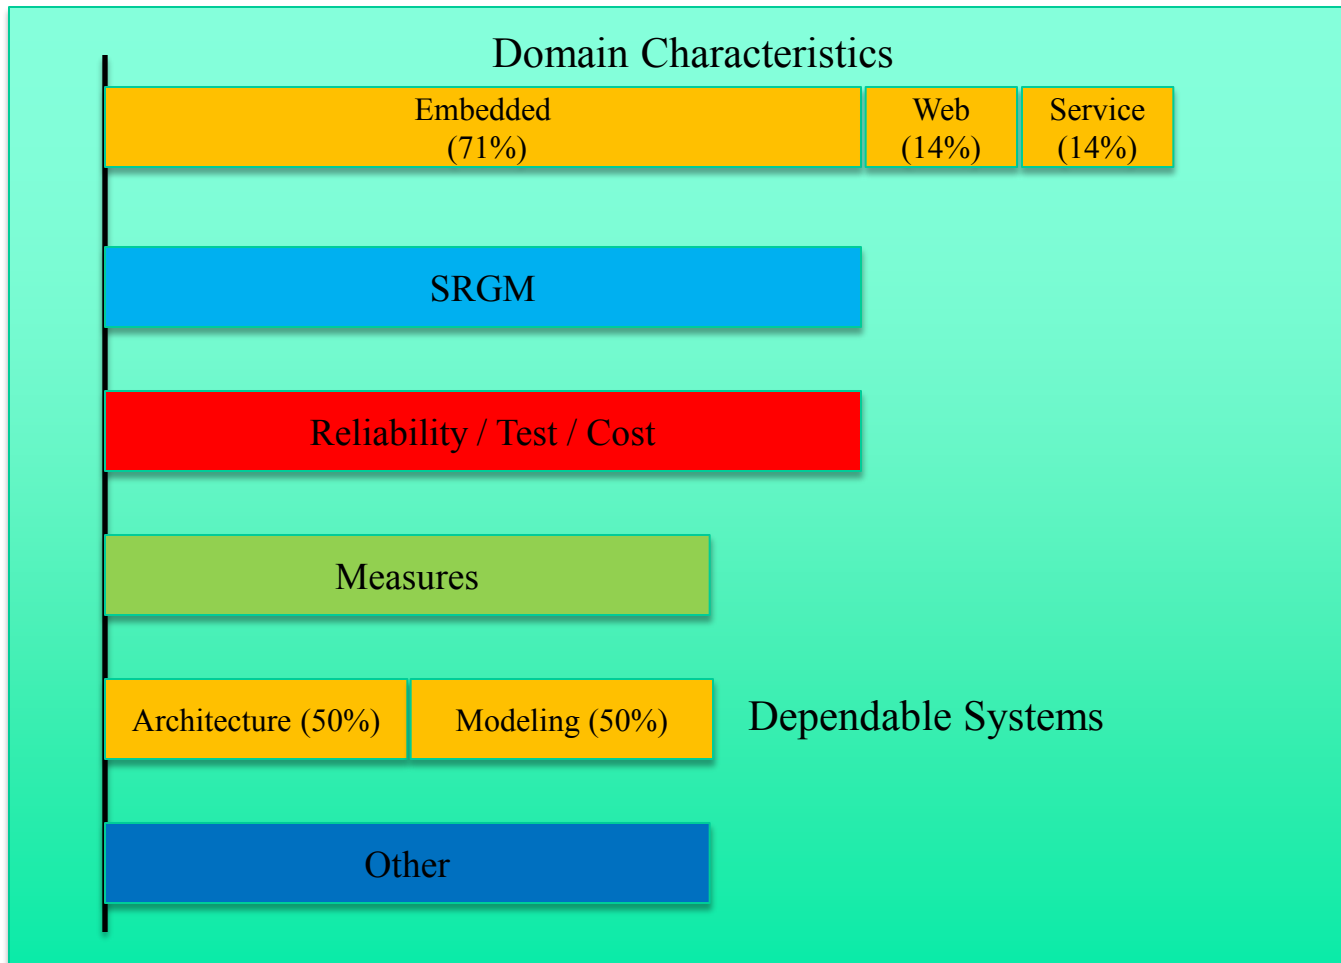 Domain Characteristics
Embedded
(71%)
Web
(14%)
Service
(14%)
SRGM
Reliability / Test / Cost
Measures
Architecture (50%)
Modeling (50%)
Dependable Systems
Other